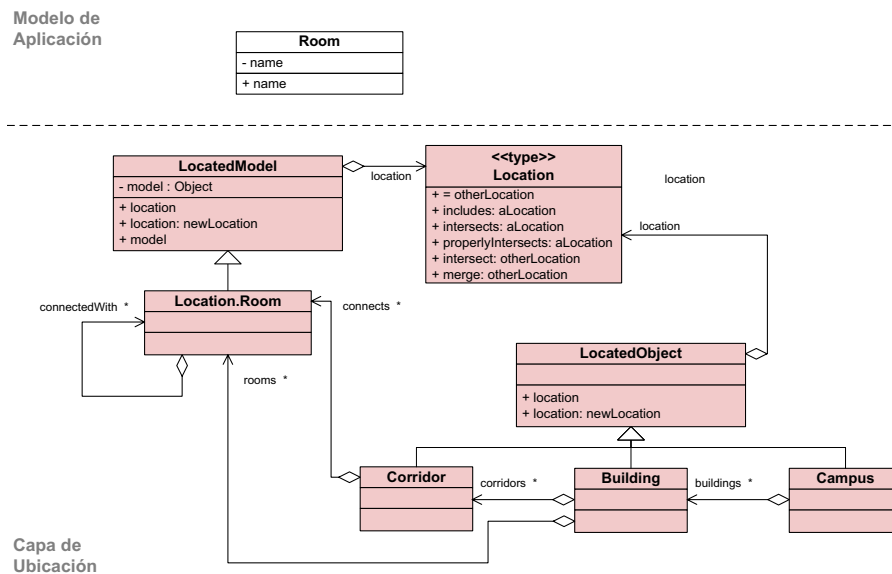 Modelo de
Aplicación
Room
- name
+ name
LocatedModel
- model : Object
+ location
+ location: newLocation
+ model
location
<<type>>
Location
+ = otherLocation
+ includes: aLocation
+ intersects: aLocation
+ properlyIntersects: aLocation
+ intersect: otherLocation
+ merge: otherLocation
location
location
connectedWith *
Location.Room
connects *
rooms *
LocatedObject
+ location
+ location: newLocation
Corridor
corridors *
Building
buildings *
Campus
Capa de
Ubicación